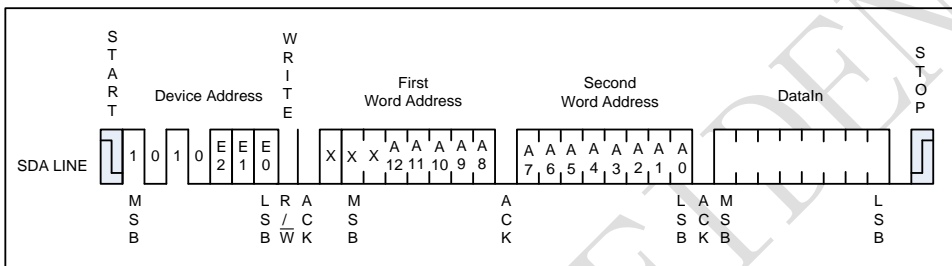 START
WRITE
STOP
Device Address
First
Word Address
Second
Word Address
DataIn
SDA LINE
1 0 1 0 E2 E1 E0
X X X A12 A11 A10 A9 A8
A7 A6 A5 A4 A3 A2 A1 A0
MSB
LSB
R/W
ACK
MSB
ACK
LSB
ACK
MSB
LSB